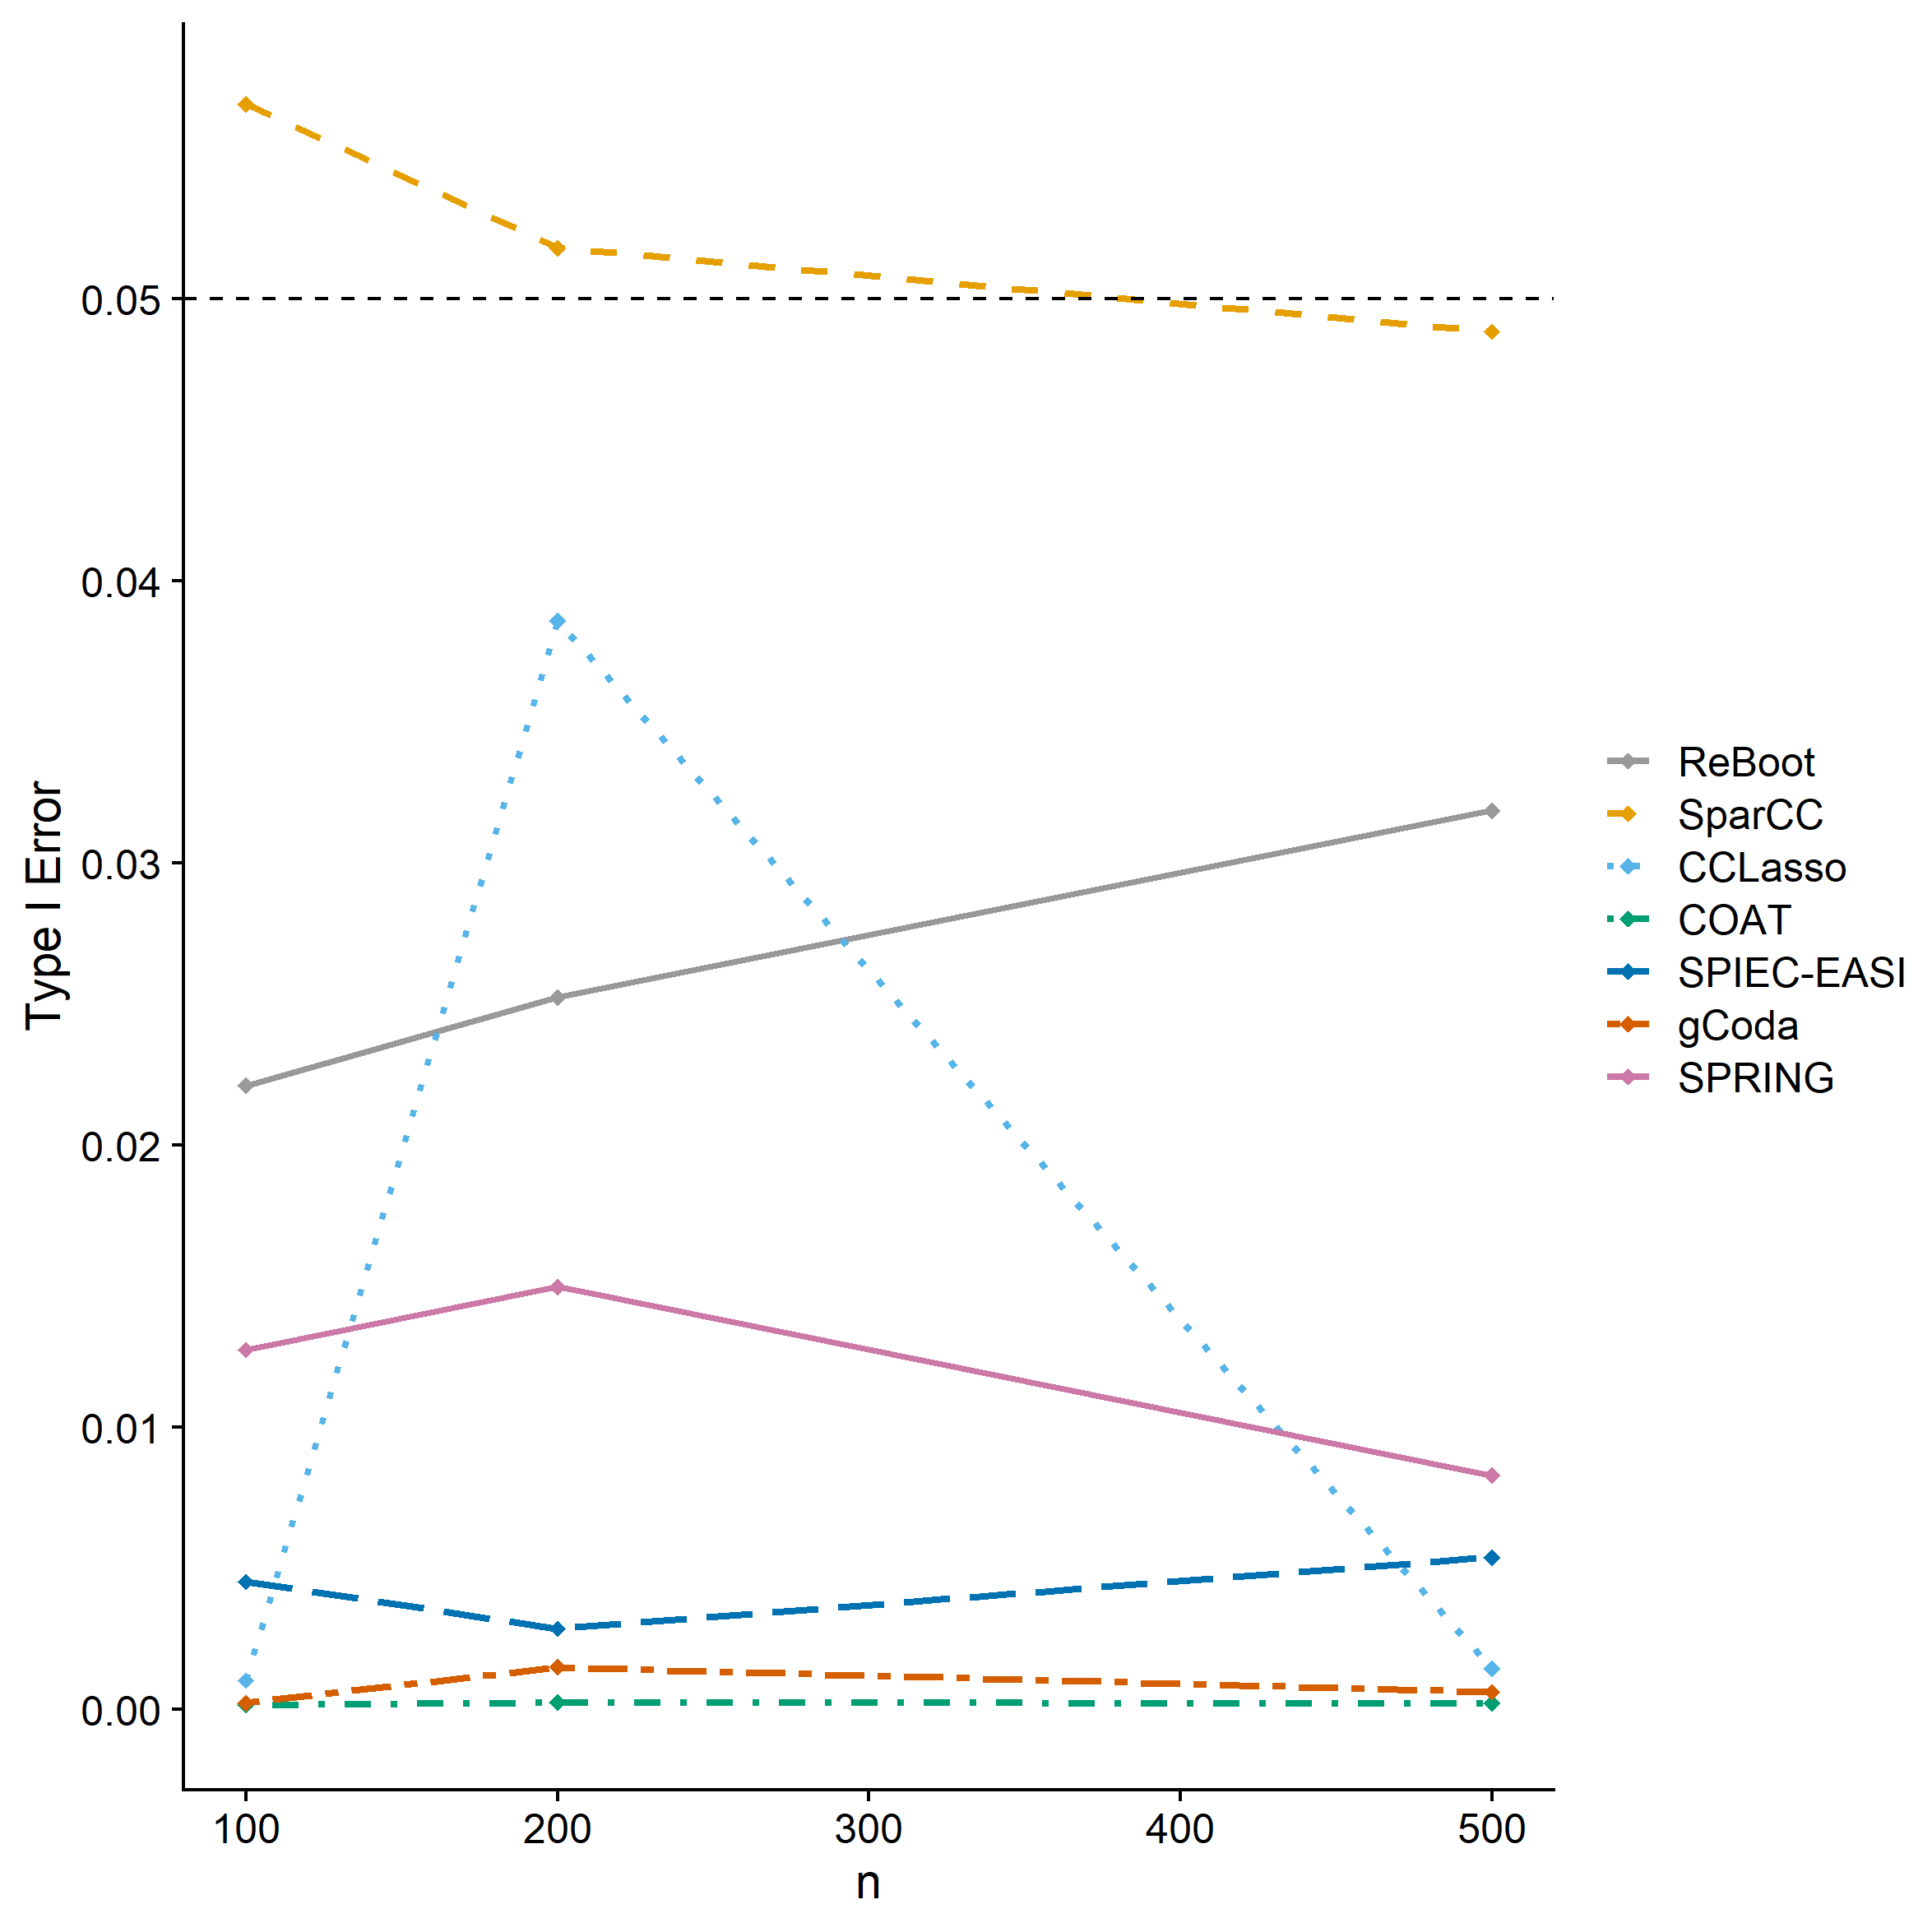 0.05
0.04
0.03
0.02
0.01
0.00
Type I Error
100 200 300 400 500
n
ReBoot
SparCC
CCLasso
COAT
SPIEC-EASI
gCoda
SPRING